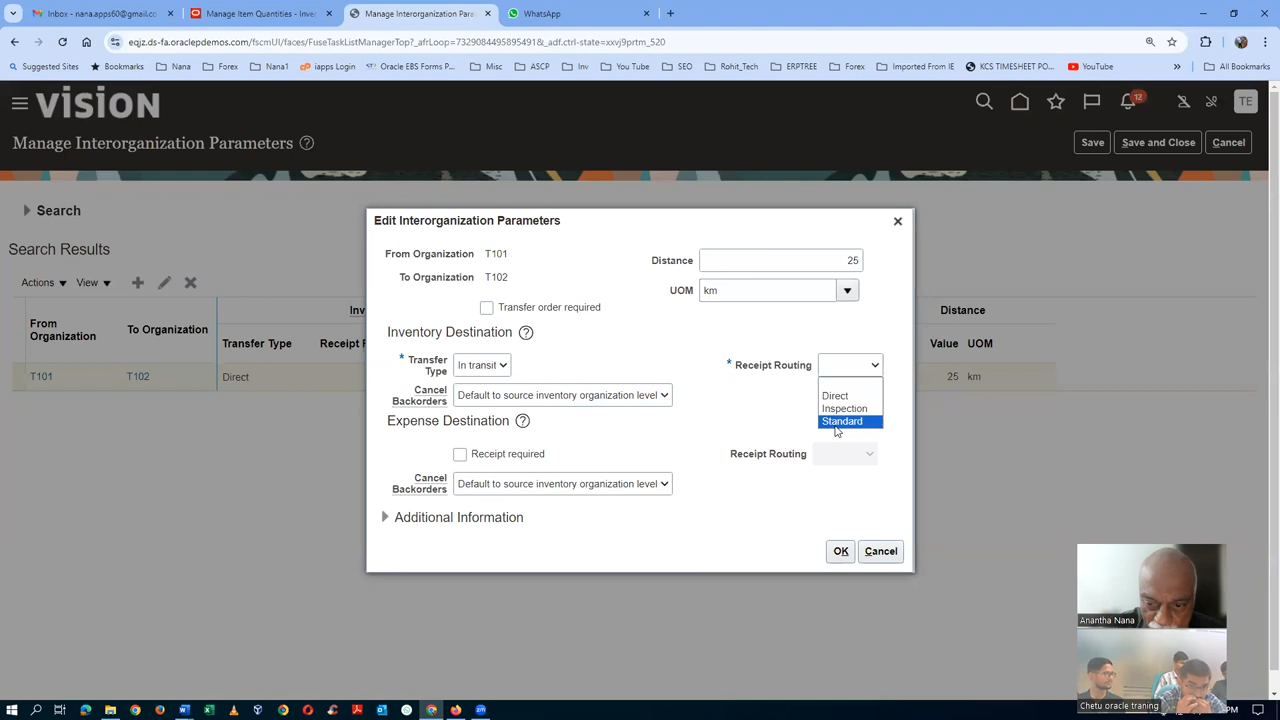 Inbox - nana.apps60@gmail.co
Manage Item Quantities - Inve
Manage Interorganization Para
WhatsApp
eqjz.ds-fa.oraclepdemos.com/fscmUI/faces/FuseTaskListManagerTop?_afrLoop=7329084495895491&_adf.ctrl-state=xxvj9prtm_520
Suggested Sites
Bookmarks
Nana
Forex
Nana1
iapps Login
Oracle EBS Forms P...
Misc
ASCP
Inv
You Tube
SEO
Rohit_Tech
ERPTREE
Forex
Imported From IE
KCS TIMESHEET PO...
YouTube
All Bookmarks
VISION
12
TE
Manage Interorganization Parameters
Save
Save and Close
Cancel
Search
Search Results
Actions
View
From Organization
To Organization
Inv
Transfer Type
Receipt R
Distance
Value
UOM
T101
T102
Direct
25
km
Edit Interorganization Parameters
From Organization T101
To Organization T102
Distance 25
UOM km
Transfer order required
Inventory Destination
* Transfer Type In transit
* Receipt Routing
Direct
Inspection
Standard
Cancel Backorders Default to source inventory organization level
Expense Destination
Receipt required
Receipt Routing
Cancel Backorders Default to source inventory organization level
Additional Information
OK
Cancel
Anantha Nana
Chetu oracle traning
PM